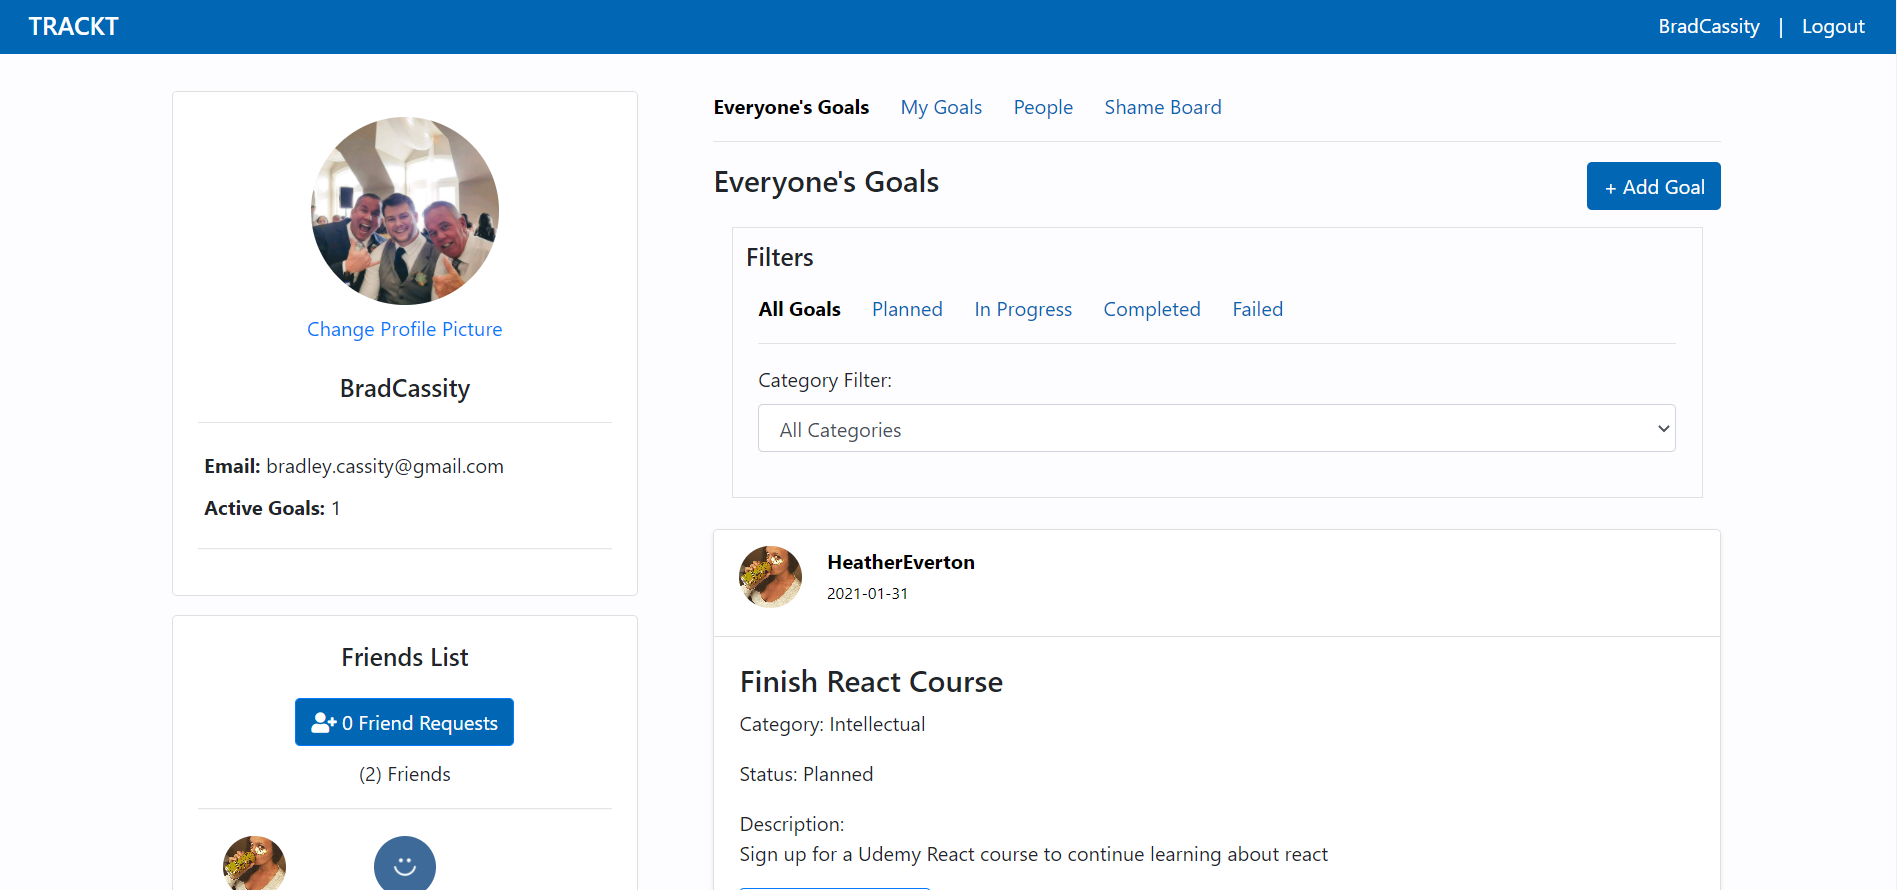 TRACKT
BradCassity | Logout
Change Profile Picture
BradCassity
Email: bradley.cassity@gmail.com
Active Goals: 1
Friends List
0 Friend Requests
(2) Friends
Everyone's Goals My Goals People Shame Board
Everyone's Goals
+ Add Goal
Filters
All Goals Planned In Progress Completed Failed
Category Filter:
All Categories
HeatherEverton
2021-01-31
Finish React Course
Category: Intellectual
Status: Planned
Description:
Sign up for a Udemy React course to continue learning about react